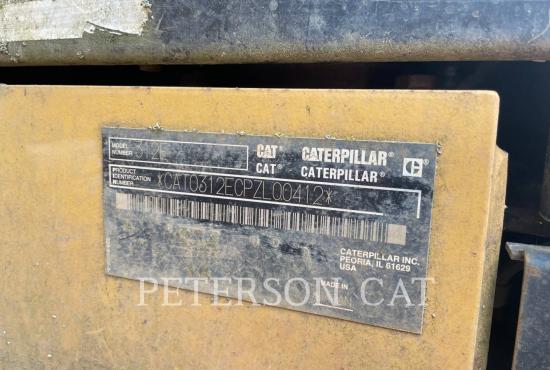 MODEL NUMBER 312E CAT CATERPILLAR® C
CAT CATERPILLAR®
PRODUCT IDENTIFICATION NUMBER *CAT0312ECPZL00412*
CATERPILLAR INC.
PEORIA, IL 61629
USA
MADE IN
PETERSON CAT